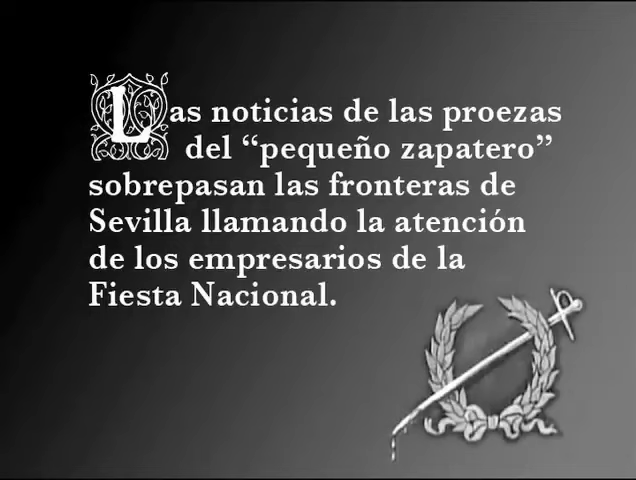 Las noticias de las proezas
del “pequeño zapatero”
sobrepasan las fronteras de
Sevilla llamando la atención
de los empresarios de la
Fiesta Nacional.